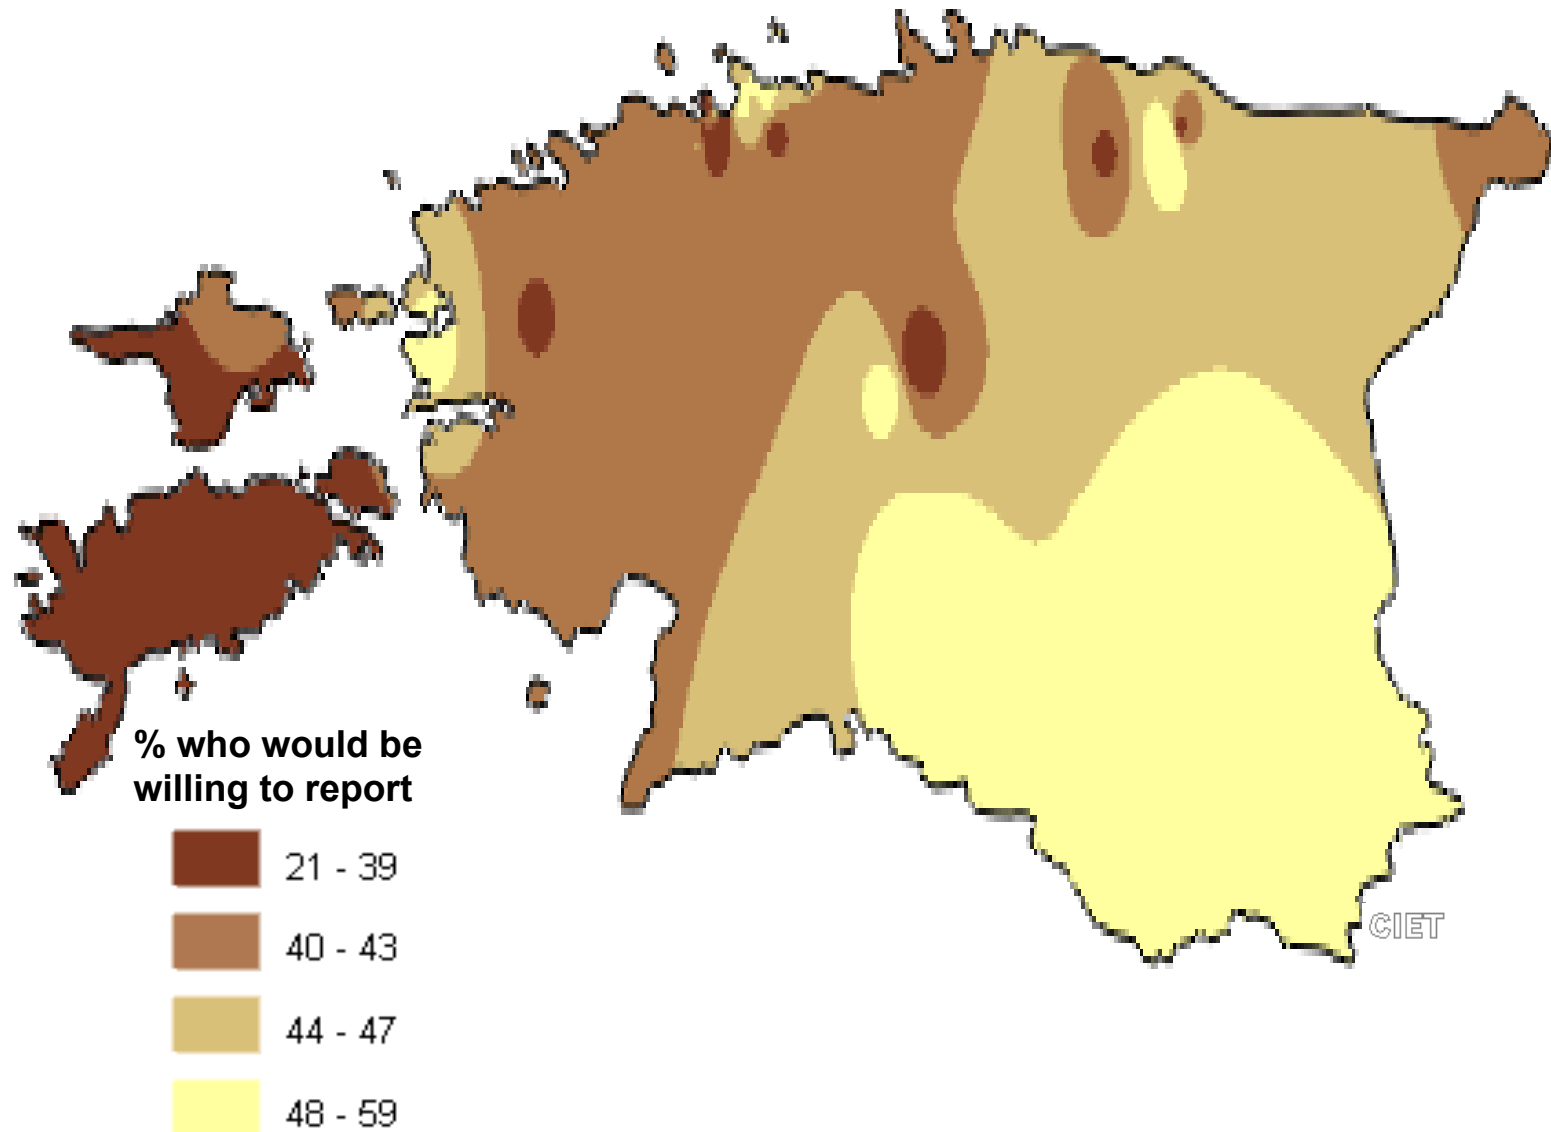 % who would be
willing to report
21 - 39
40 - 43
44 - 47
48 - 59
CIET